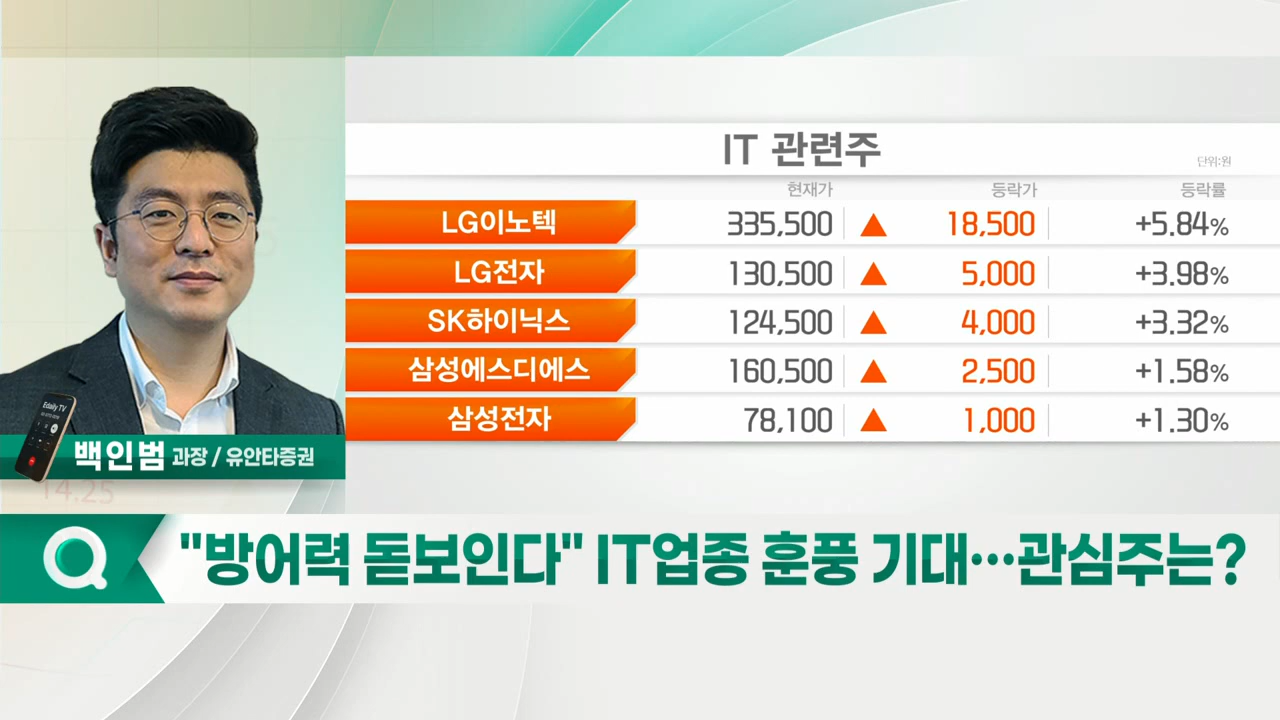 IT 관련주
단위:원
현재가 등락가 등락률
LG이노텍 335,500 ▲ 18,500 +5.84%
LG전자 130,500 ▲ 5,000 +3.98%
SK하이닉스 124,500 ▲ 4,000 +3.32%
삼성에스디에스 160,500 ▲ 2,500 +1.58%
삼성전자 78,100 ▲ 1,000 +1.30%
Edaily TV
백인범 과장 / 유안타증권
14.25
"방어력 돋보인다" IT업종 훈풍 기대…관심주는?